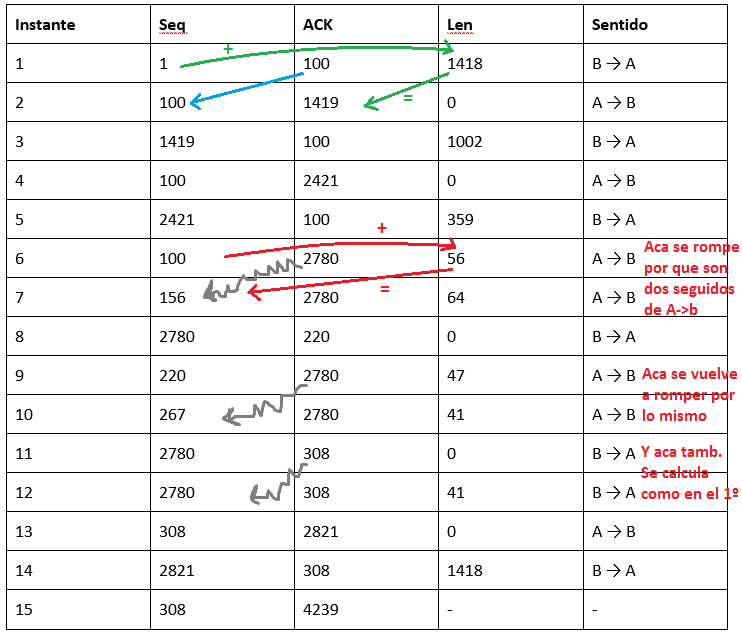 Instante Seq ACK Len Sentido
+
1 1 100 1418 B → A
2 100 1419 = 0 A → B
3 1419 100 1002 B → A
4 100 2421 0 A → B
5 2421 100 359 B → A
+
6 100 2780 56 A → B Aca se rompe
por que son
7 156 2780 = 64 A → B dos seguidos
de A->b
8 2780 220 0 B → A
9 220 2780 47 A → B Aca se vuelve
a romper por
10 267 2780 41 A → B lo mismo
11 2780 308 0 B → A Y aca tamb.
Se calcula
12 2780 308 41 B → A como en el 1º
13 308 2821 0 A → B
14 2821 308 1418 B → A
15 308 4239 - -